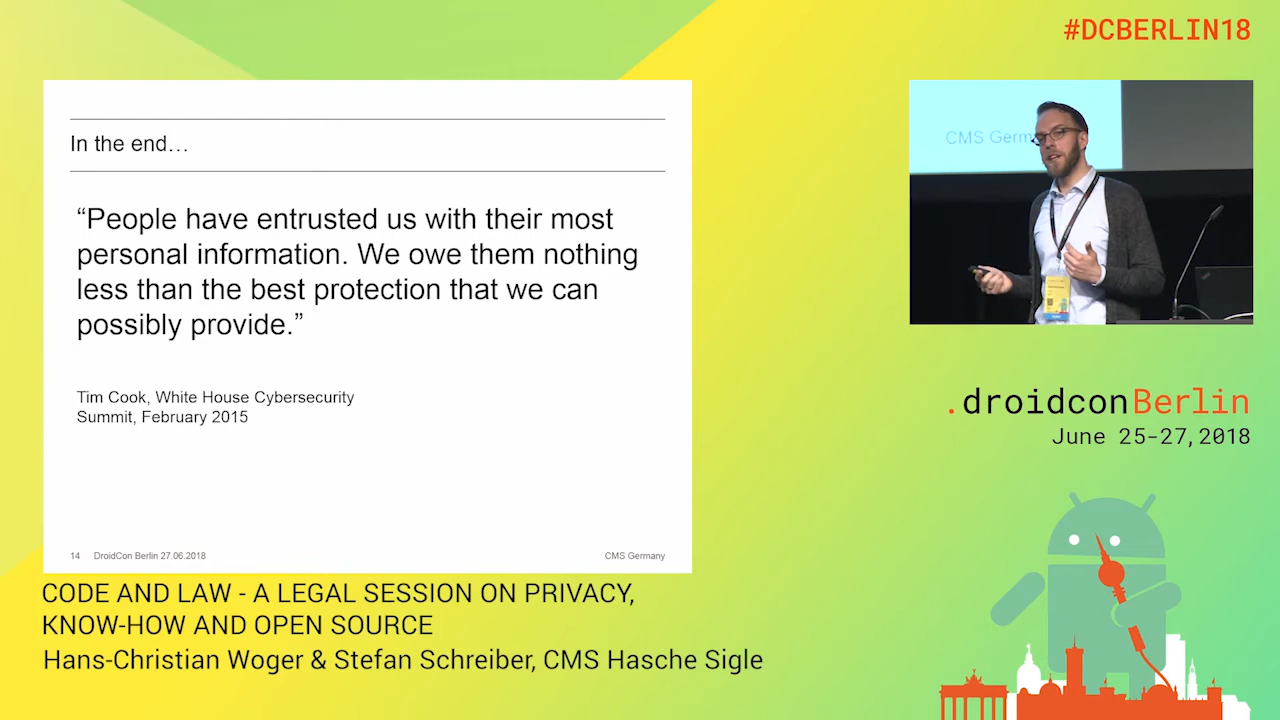 #DCBERLIN18
In the end…
“People have entrusted us with their most
personal information. We owe them nothing
less than the best protection that we can
possibly provide.”
Tim Cook, White House Cybersecurity
Summit, February 2015
14 DroidCon Berlin 27.06.2018 CMS Germany
CMS Germ
.droidconBerlin
June 25-27, 2018
CODE AND LAW - A LEGAL SESSION ON PRIVACY,
KNOW-HOW AND OPEN SOURCE
Hans-Christian Woger & Stefan Schreiber, CMS Hasche Sigle